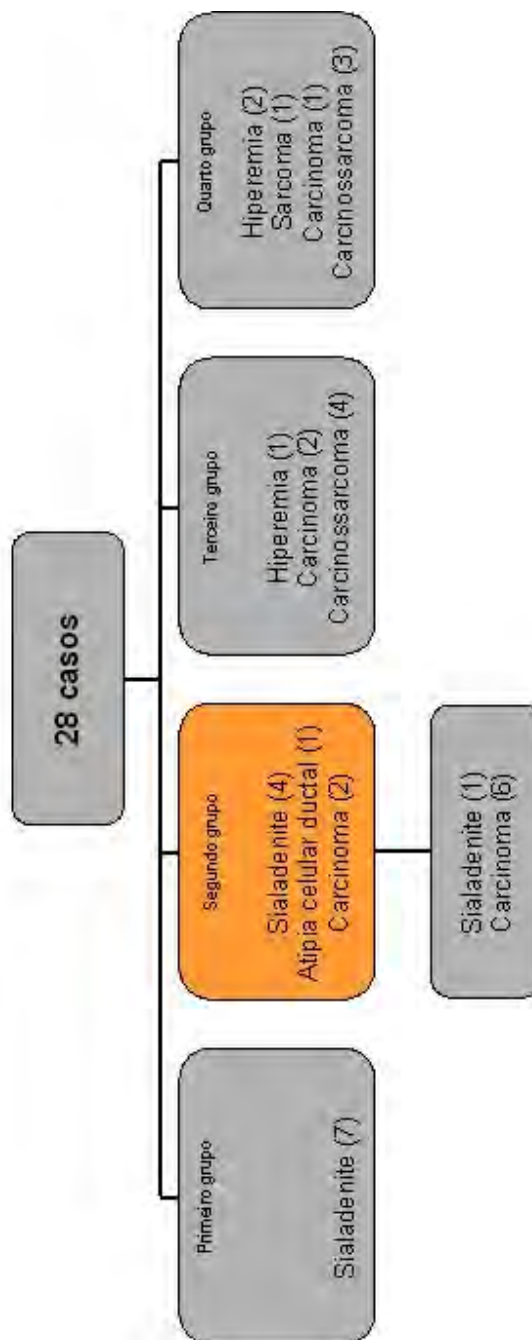 28 casos
Primeiro grupo
Sialadenite (7)
Segundo grupo
Sialadenite (4)
Atipia celular ductal (1)
Carcinoma (2)
Sialadenite (1)
Carcinoma (6)
Terceiro grupo
Hiperemia (1)
Carcinoma (2)
Carcinossarcoma (4)
Quarto grupo
Hiperemia (2)
Sarcoma (1)
Carcinoma (1)
Carcinossarcoma (3)